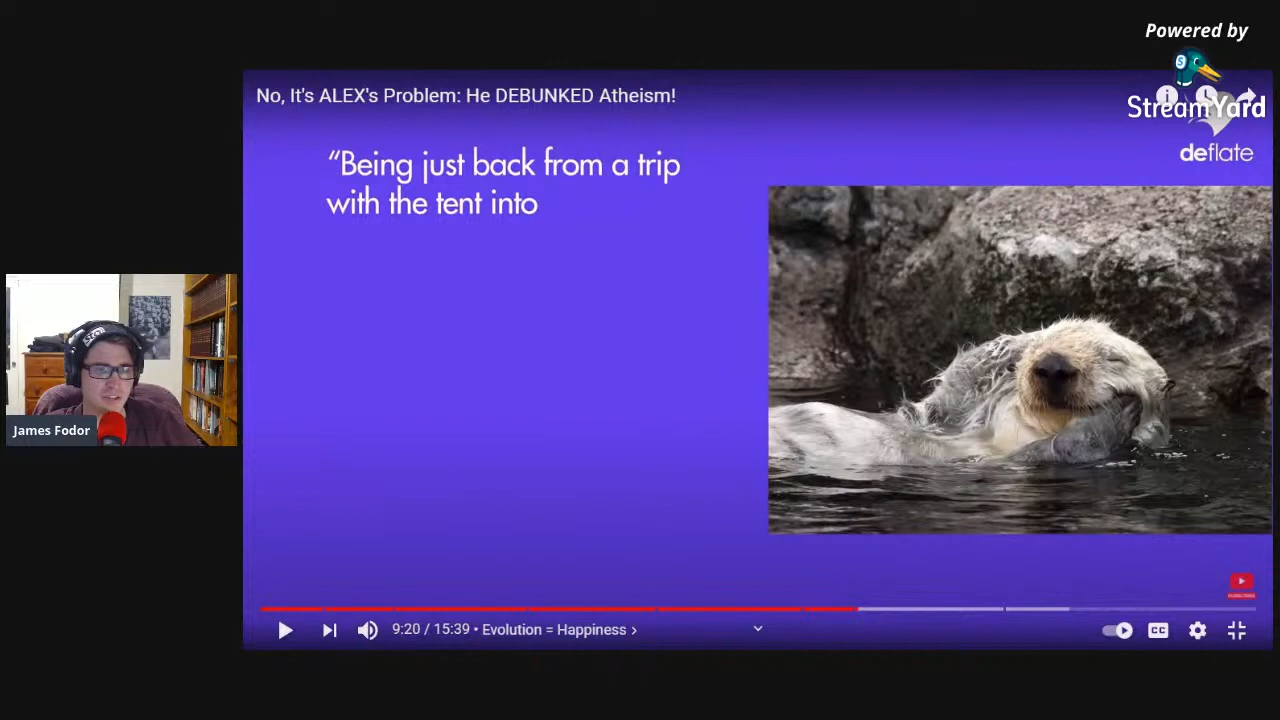 Powered by
StreamYard
No, It's ALEX's Problem: He DEBUNKED Atheism!
deflate
“Being just back from a trip
with the tent into
James Fodor
9:20 / 15:39 • Evolution = Happiness ›
CC